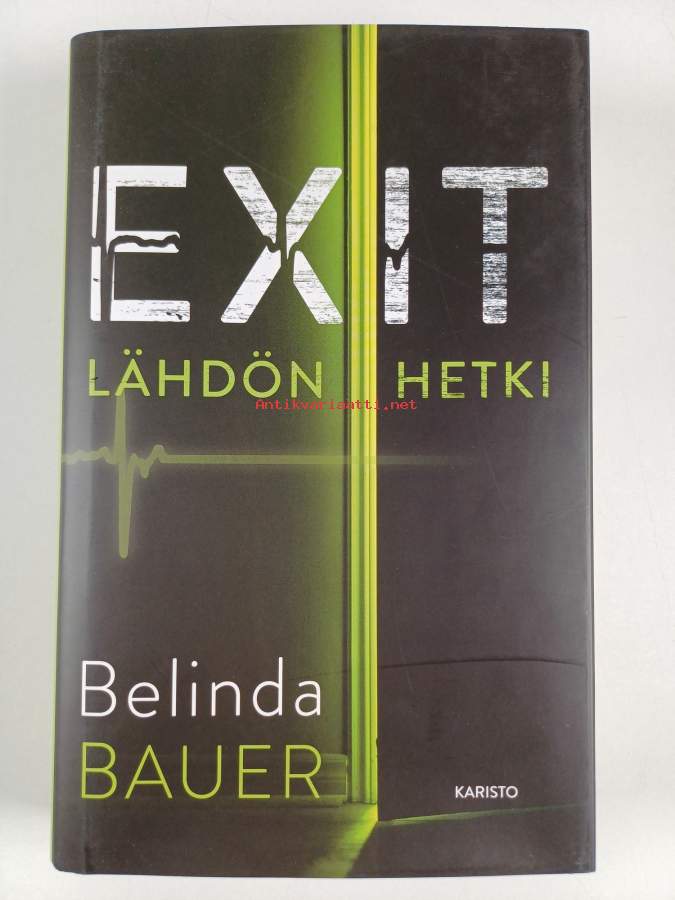 EXIT
LÄHDÖN HETKI
Antikvariaatti.net
Belinda
BAUER
KARISTO